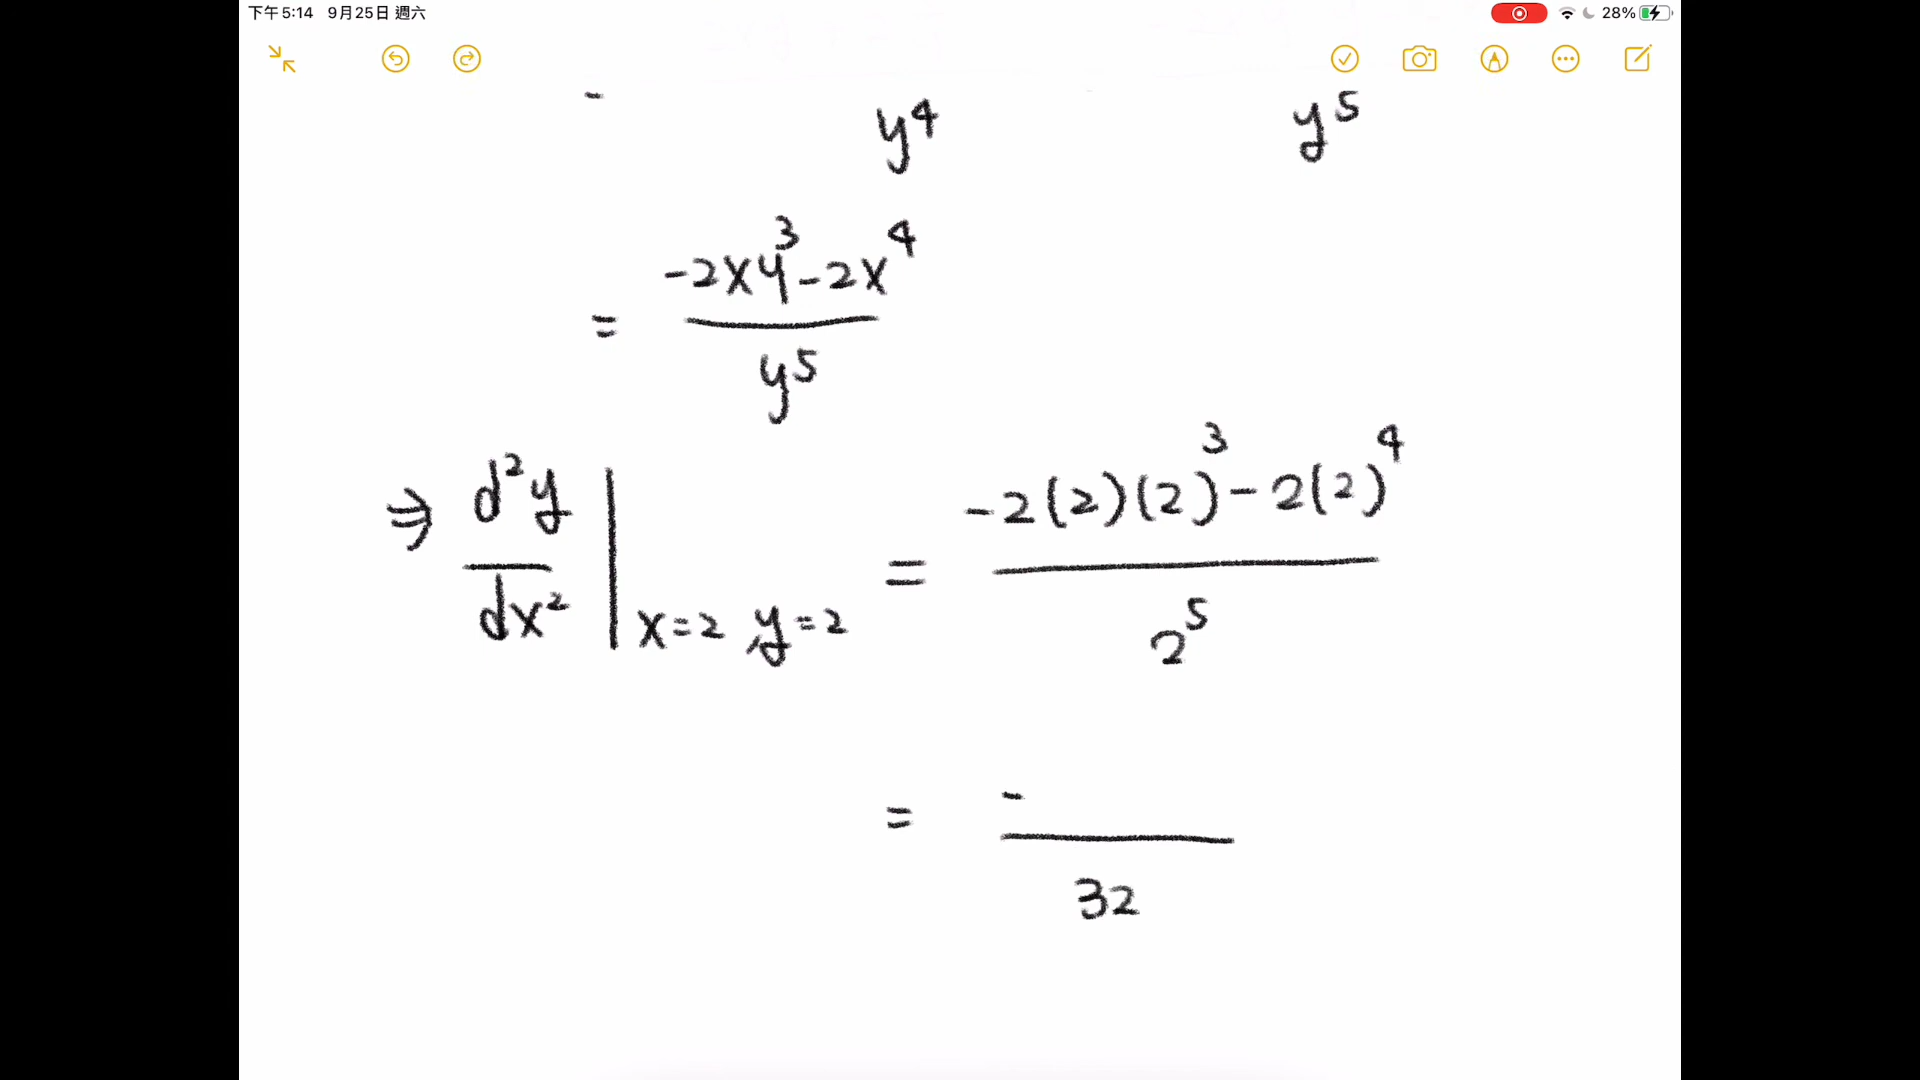 下午5:14 9月25日 週六 28%
- y⁴ y⁵
= (-2xy³-2x⁴)/y⁵
⇒ d²y/dx² | x=2, y=2 = (-2(2)(2)³-2(2)⁴)/2⁵
= -/32